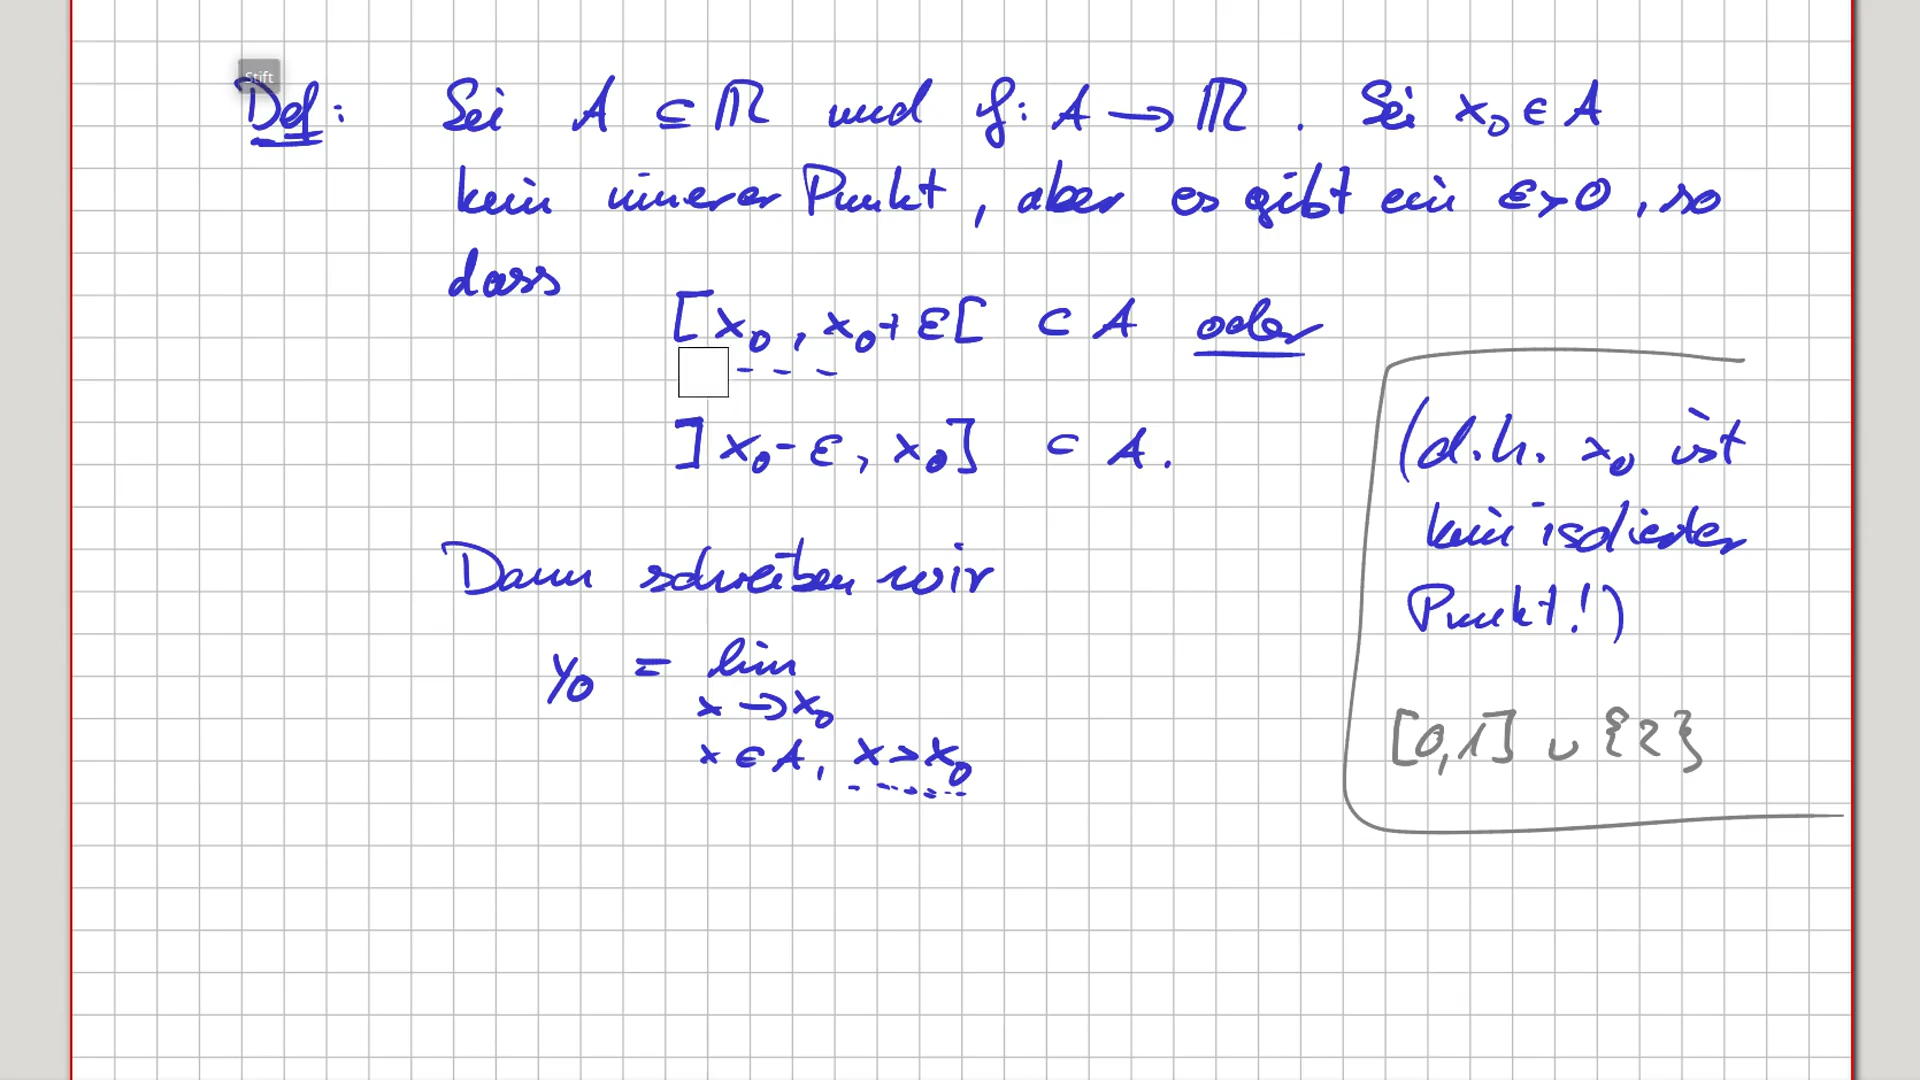 Stift
Def: Sei A ⊆ ℝ und f: A → ℝ. Sei x₀ ∈ A
kein innerer Punkt, aber es gibt ein ε>0, so
dass
[x₀, x₀+ε[ ⊂ A oder
]x₀-ε, x₀] ⊂ A.
(d.h. x₀ ist
kein isolierter
Punkt!)
[0,1] ∪ {2}
Dann schreiben wir
y₀ = lim
x→x₀
x∈A, x>x₀